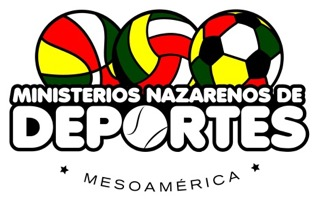 MINISTERIOS NAZARENOS DE
DEPORTES
MESOAMÉRICA